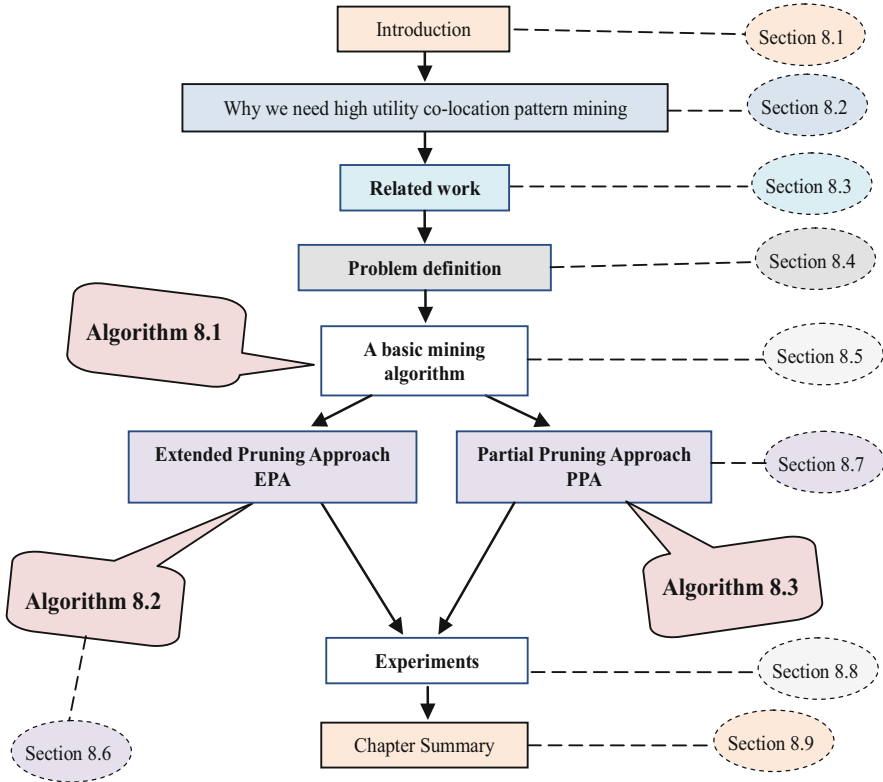 Introduction
Section 8.1
Why we need high utility co-location pattern mining
Section 8.2
Related work
Section 8.3
Problem definition
Section 8.4
Algorithm 8.1
A basic mining
algorithm
Section 8.5
Extended Pruning Approach
EPA
Partial Pruning Approach
PPA
Section 8.7
Algorithm 8.2
Algorithm 8.3
Experiments
Section 8.8
Section 8.6
Chapter Summary
Section 8.9